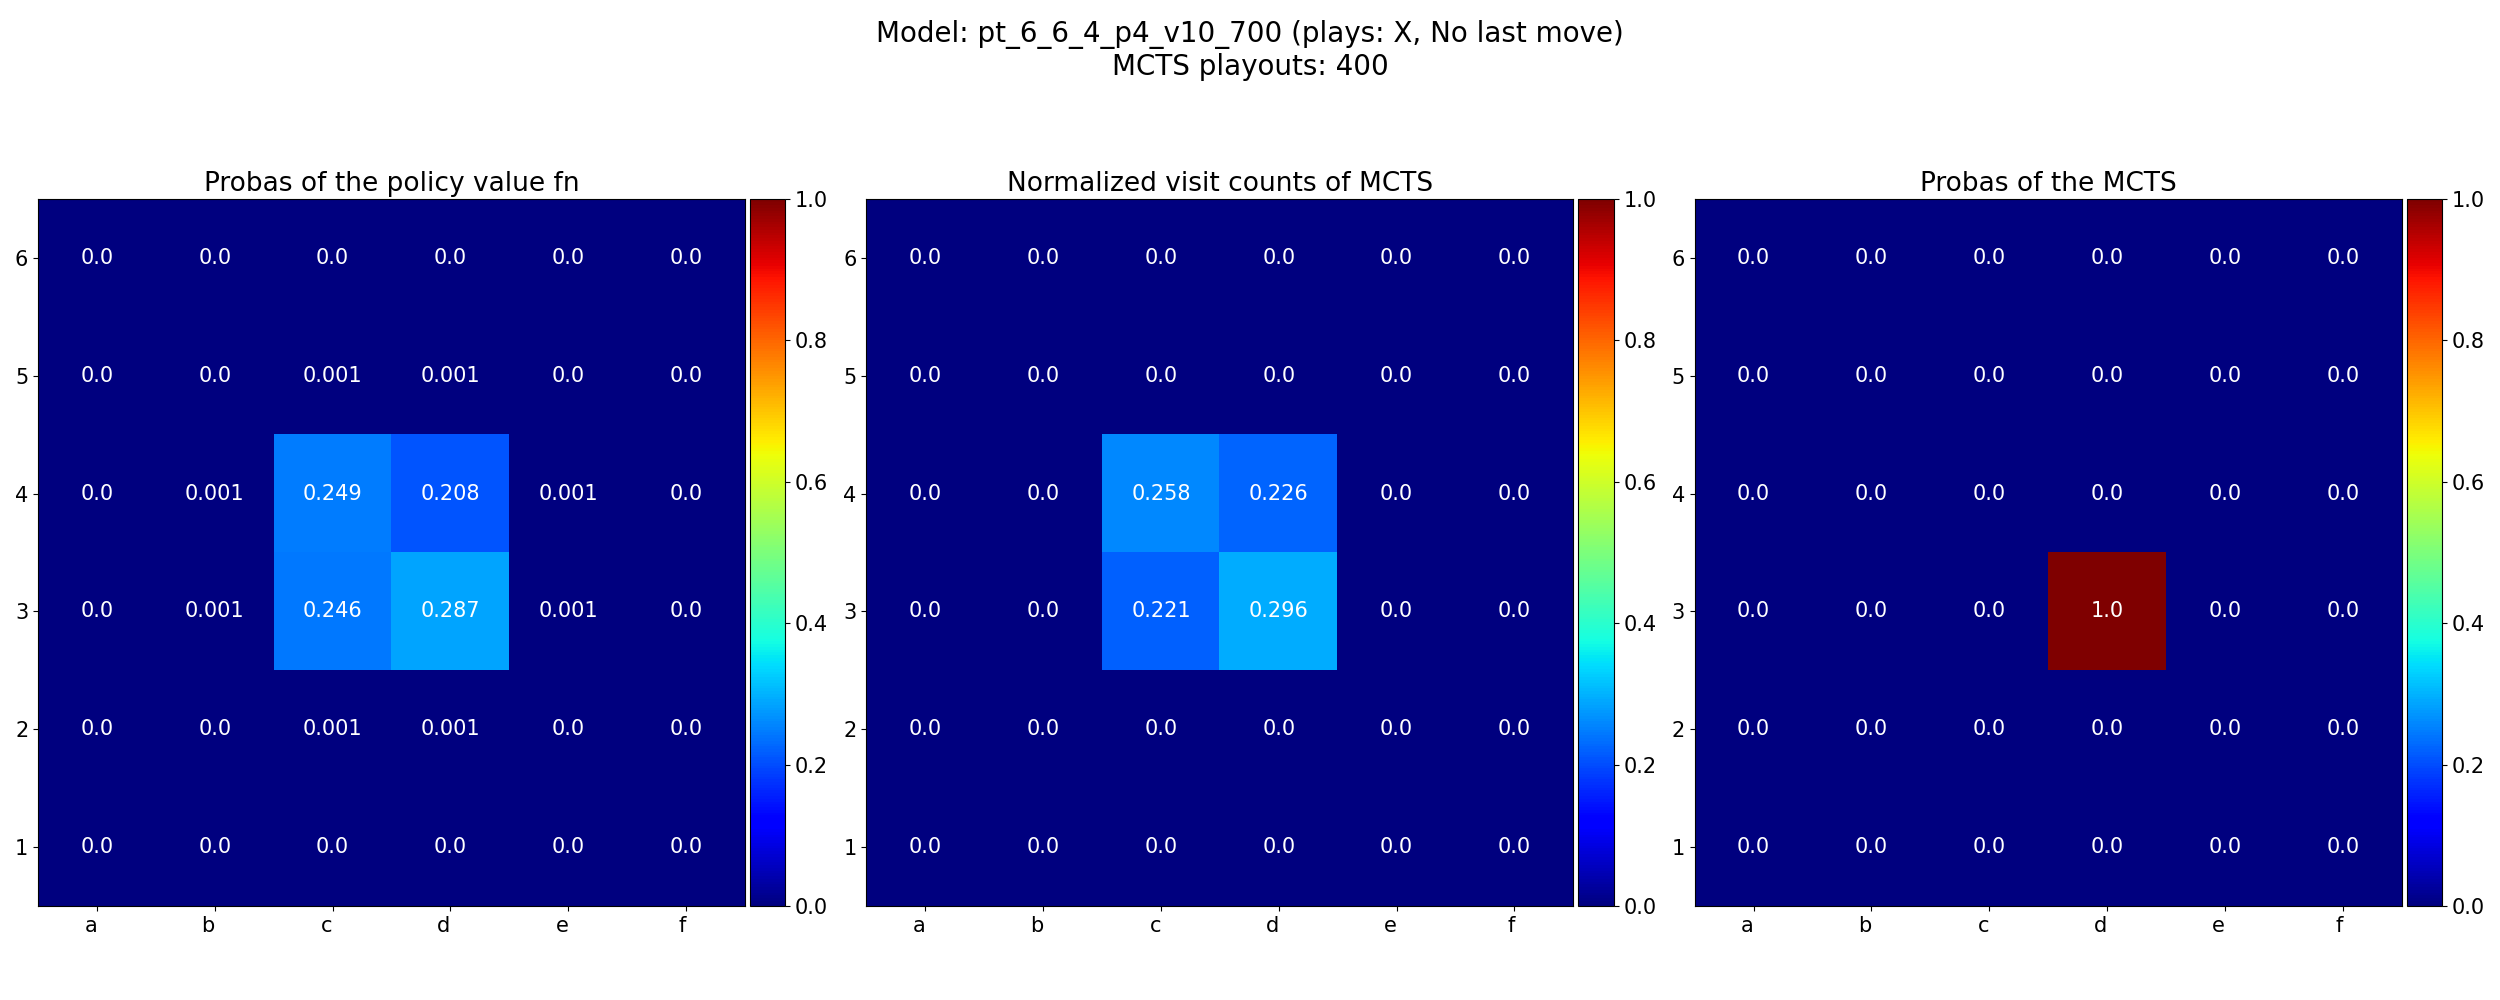 Model: pt_6_6_4_p4_v10_700 (plays: X, No last move)
MCTS playouts: 400
Probas of the policy value fn
1.0
0.8
0.6
0.4
0.2
0.0
6 0.0 0.0 0.0 0.0 0.0 0.0
5 0.0 0.0 0.001 0.001 0.0 0.0
4 0.0 0.001 0.249 0.208 0.001 0.0
3 0.0 0.001 0.246 0.287 0.001 0.0
2 0.0 0.0 0.001 0.001 0.0 0.0
1 0.0 0.0 0.0 0.0 0.0 0.0
a b c d e f
Normalized visit counts of MCTS
1.0
0.8
0.6
0.4
0.2
0.0
6 0.0 0.0 0.0 0.0 0.0 0.0
5 0.0 0.0 0.0 0.0 0.0 0.0
4 0.0 0.0 0.258 0.226 0.0 0.0
3 0.0 0.0 0.221 0.296 0.0 0.0
2 0.0 0.0 0.0 0.0 0.0 0.0
1 0.0 0.0 0.0 0.0 0.0 0.0
a b c d e f
Probas of the MCTS
1.0
0.8
0.6
0.4
0.2
0.0
6 0.0 0.0 0.0 0.0 0.0 0.0
5 0.0 0.0 0.0 0.0 0.0 0.0
4 0.0 0.0 0.0 0.0 0.0 0.0
3 0.0 0.0 0.0 1.0 0.0 0.0
2 0.0 0.0 0.0 0.0 0.0 0.0
1 0.0 0.0 0.0 0.0 0.0 0.0
a b c d e f